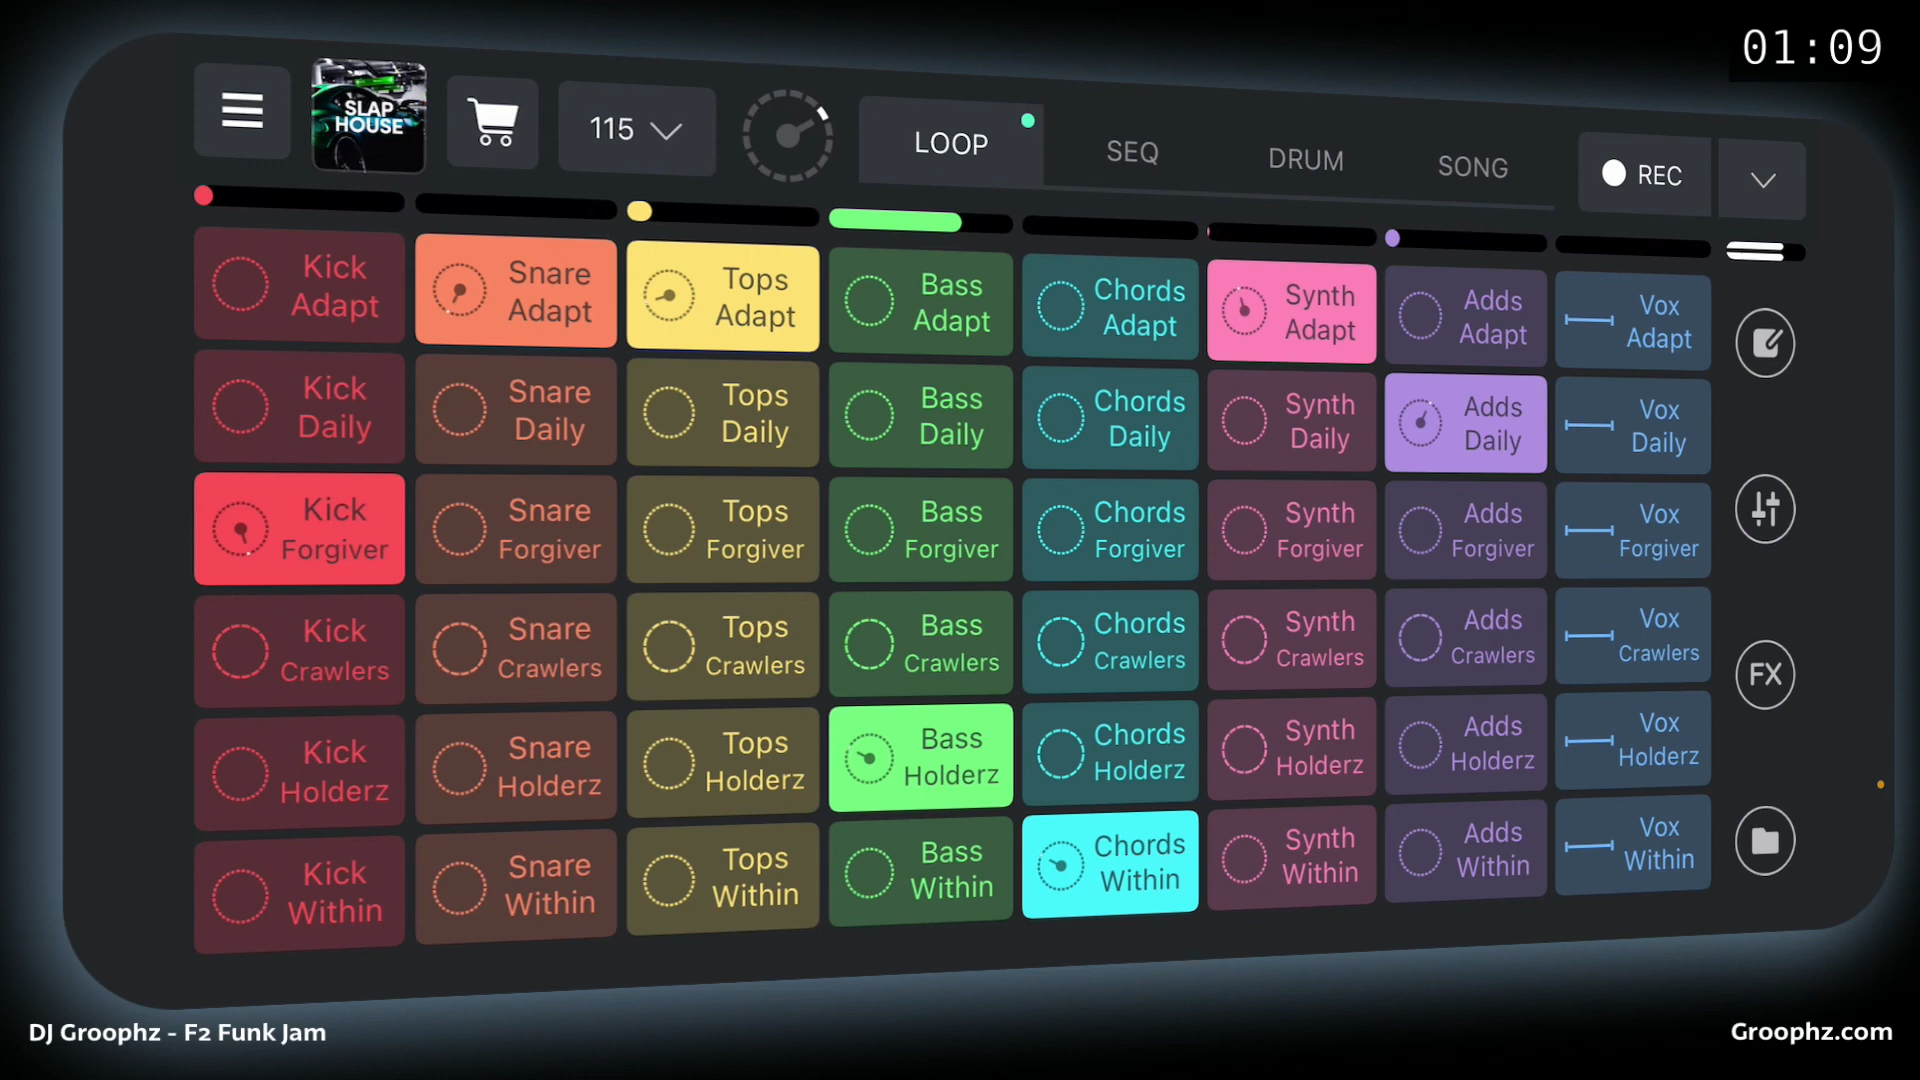 01:09
SLAP
HOUSE
115
LOOP
SEQ
DRUM
SONG
REC
Kick
Adapt
Snare
Adapt
Tops
Adapt
Bass
Adapt
Chords
Adapt
Synth
Adapt
Adds
Adapt
Vox
Adapt
Kick
Daily
Snare
Daily
Tops
Daily
Bass
Daily
Chords
Daily
Synth
Daily
Adds
Daily
Vox
Daily
Kick
Forgiver
Snare
Forgiver
Tops
Forgiver
Bass
Forgiver
Chords
Forgiver
Synth
Forgiver
Adds
Forgiver
Vox
Forgiver
Kick
Crawlers
Snare
Crawlers
Tops
Crawlers
Bass
Crawlers
Chords
Crawlers
Synth
Crawlers
Adds
Crawlers
Vox
Crawlers
FX
Kick
Holderz
Snare
Holderz
Tops
Holderz
Bass
Holderz
Chords
Holderz
Synth
Holderz
Adds
Holderz
Vox
Holderz
Kick
Within
Snare
Within
Tops
Within
Bass
Within
Chords
Within
Synth
Within
Adds
Within
Vox
Within
DJ Groophz - F2 Funk Jam
Groophz.com